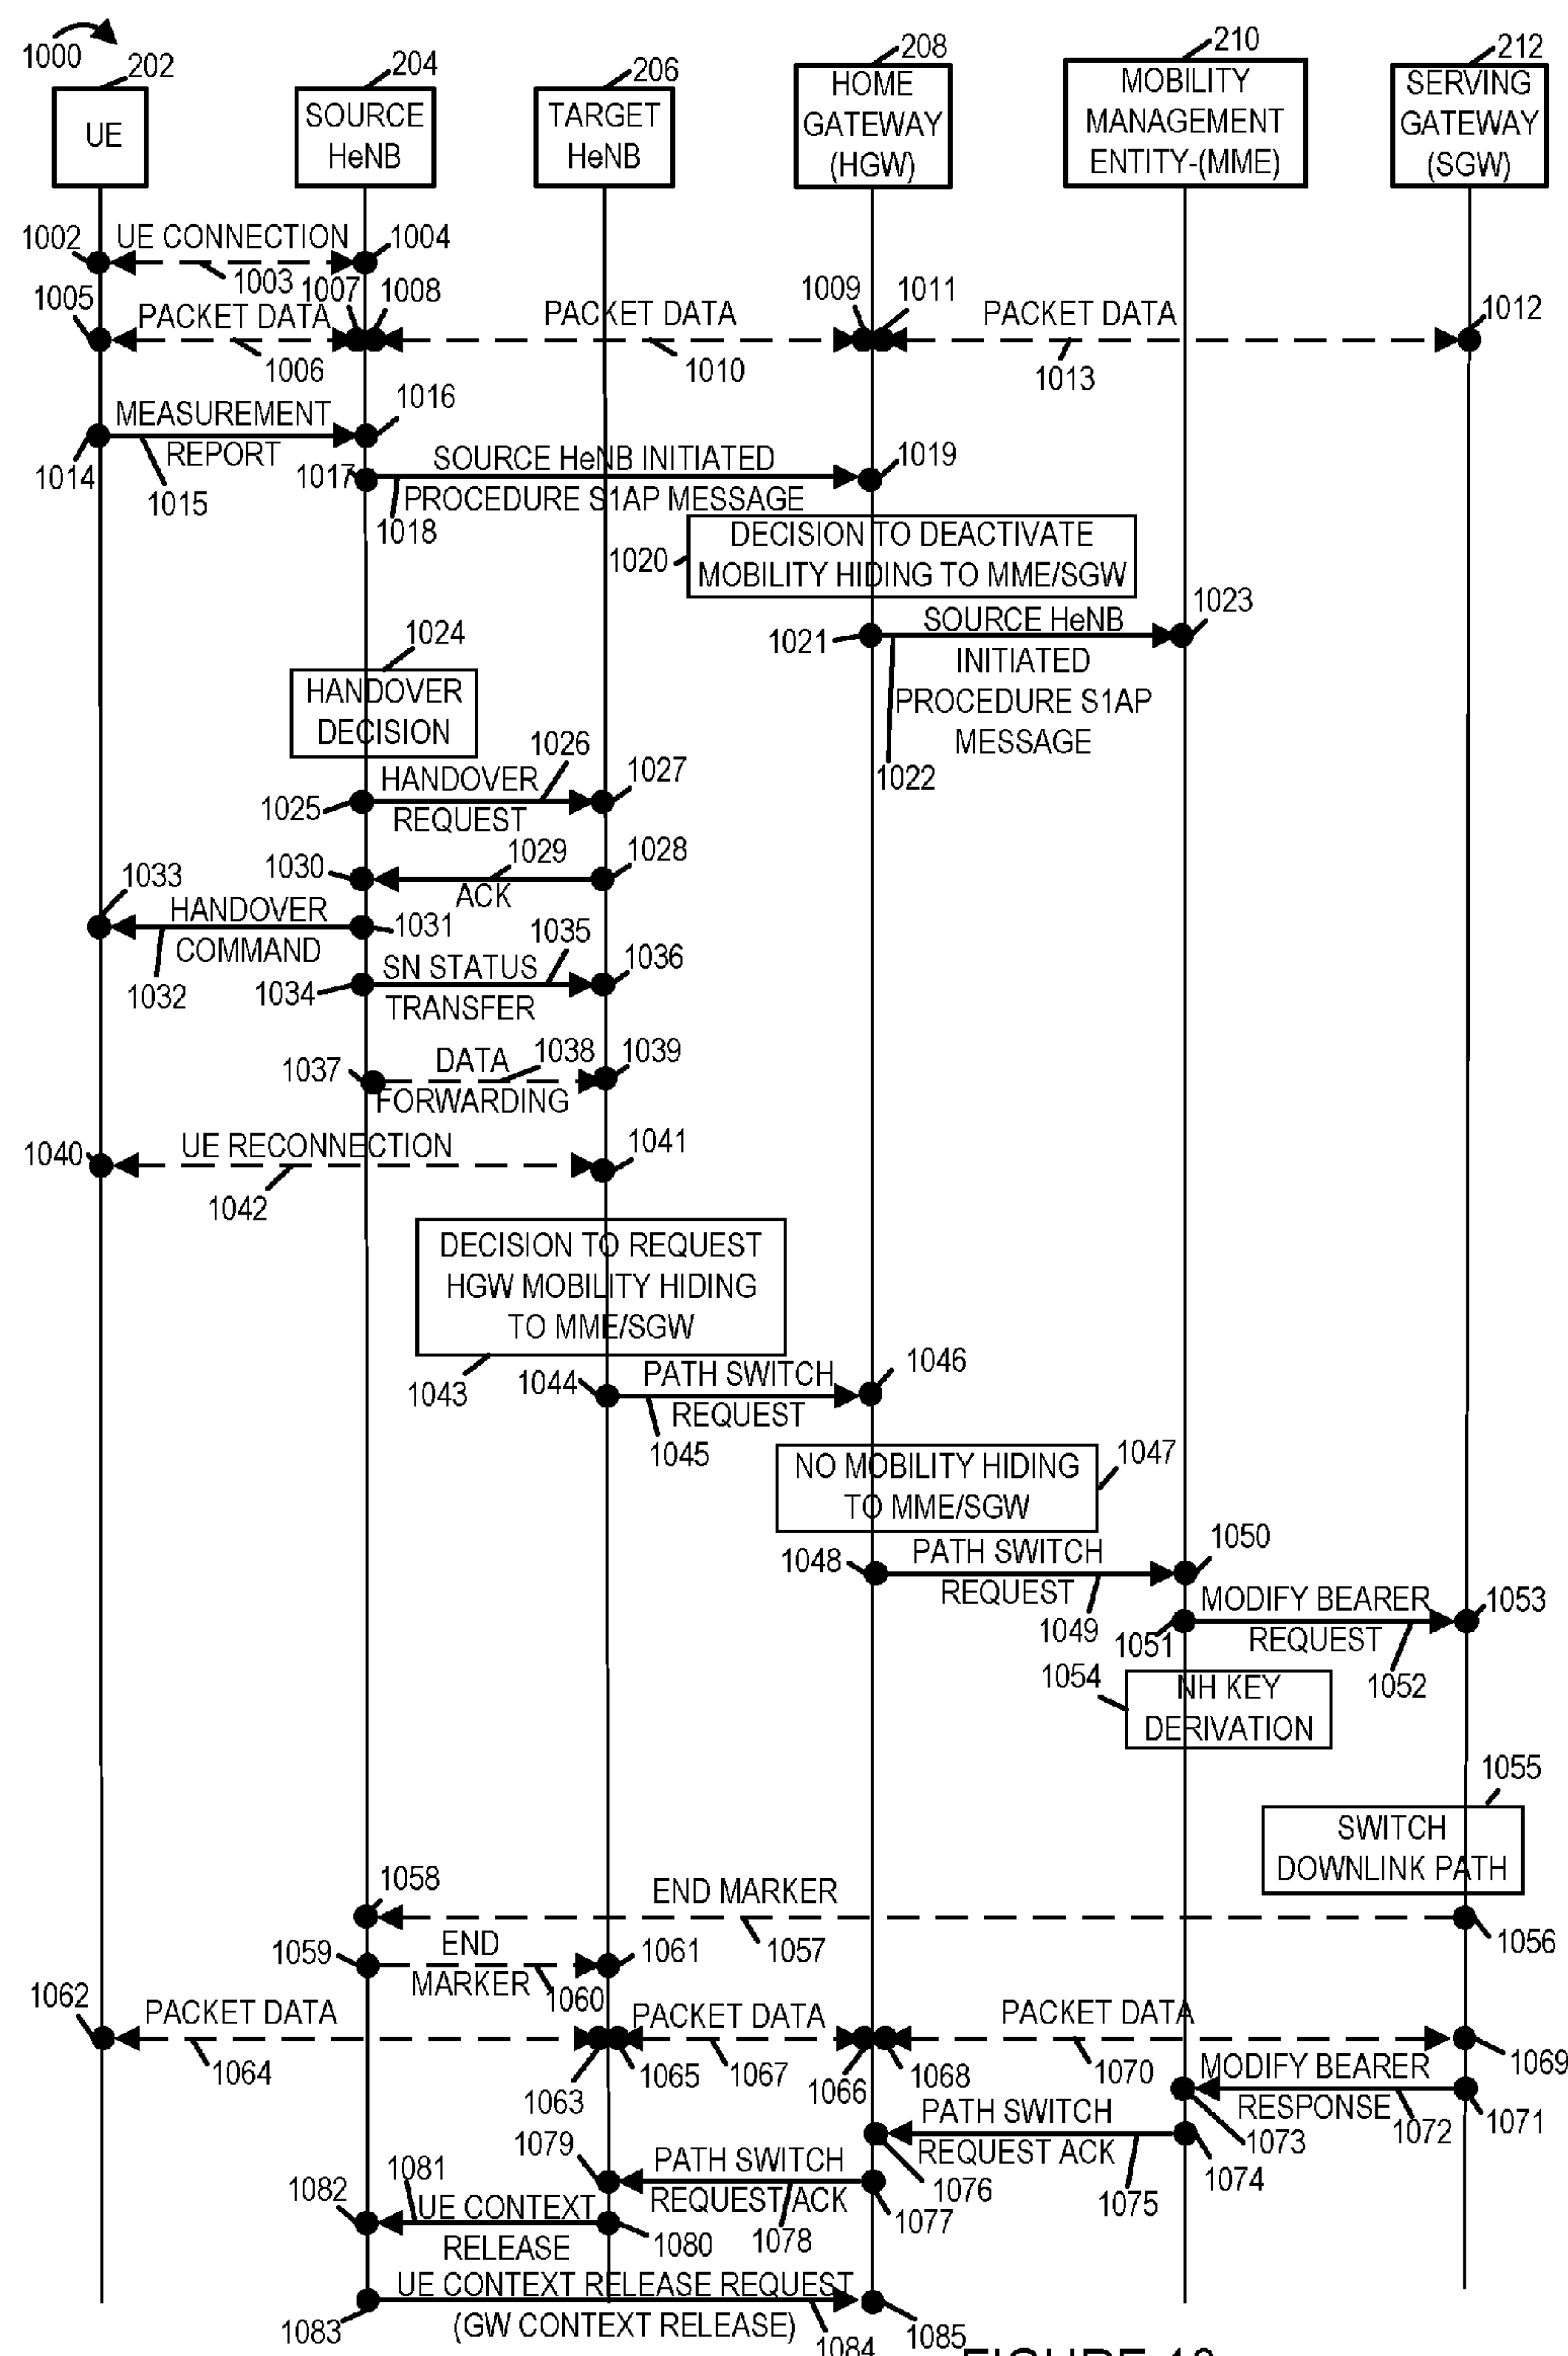 1000
202
204
206
208
210
212
UE
SOURCE
HeNB
TARGET
HeNB
HOME
GATEWAY
(HGW)
MOBILITY
MANAGEMENT
ENTITY-(MME)
SERVING
GATEWAY
(SGW)
1002
UE CONNECTION
1004
1003
1005
1007
1008
1009
1011
1012
PACKET DATA
PACKET DATA
PACKET DATA
1006
1010
1013
MEASUREMENT
REPORT
1016
1014
1015
1017
SOURCE HeNB INITIATED
PROCEDURE S1AP MESSAGE
1019
1018
1020
DECISION TO DEACTIVATE
MOBILITY HIDING TO MME/SGW
1021
SOURCE HeNB
INITIATED
PROCEDURE S1AP
MESSAGE
1023
1022
1024
HANDOVER
DECISION
1025
HANDOVER
REQUEST
1026
1027
1030
1029
1028
ACK
1033
HANDOVER
COMMAND
1031
1032
1034
SN STATUS
TRANSFER
1035
1036
1037
DATA
FORWARDING
1038
1039
1040
UE RECONNECTION
1041
1042
DECISION TO REQUEST
HGW MOBILITY HIDING
TO MME/SGW
1043
1044
PATH SWITCH
REQUEST
1046
1045
NO MOBILITY HIDING
TO MME/SGW
1047
1048
PATH SWITCH
REQUEST
1050
1049
1051
MODIFY BEARER
REQUEST
1053
1052
1054
NH KEY
DERIVATION
1055
SWITCH
DOWNLINK PATH
1058
END MARKER
1057
1056
1059
END
MARKER
1061
1060
1062
PACKET DATA
PACKET DATA
PACKET DATA
1064
1063
1065
1067
1066
1068
1070
1069
MODIFY BEARER
RESPONSE
1073
1072
1071
PATH SWITCH
REQUEST ACK
1076
1075
1074
1079
PATH SWITCH
REQUEST ACK
1078
1077
1082
1081
UE CONTEXT
RELEASE
1080
UE CONTEXT RELEASE REQUEST
(GW CONTEXT RELEASE)
1083
1084
1085